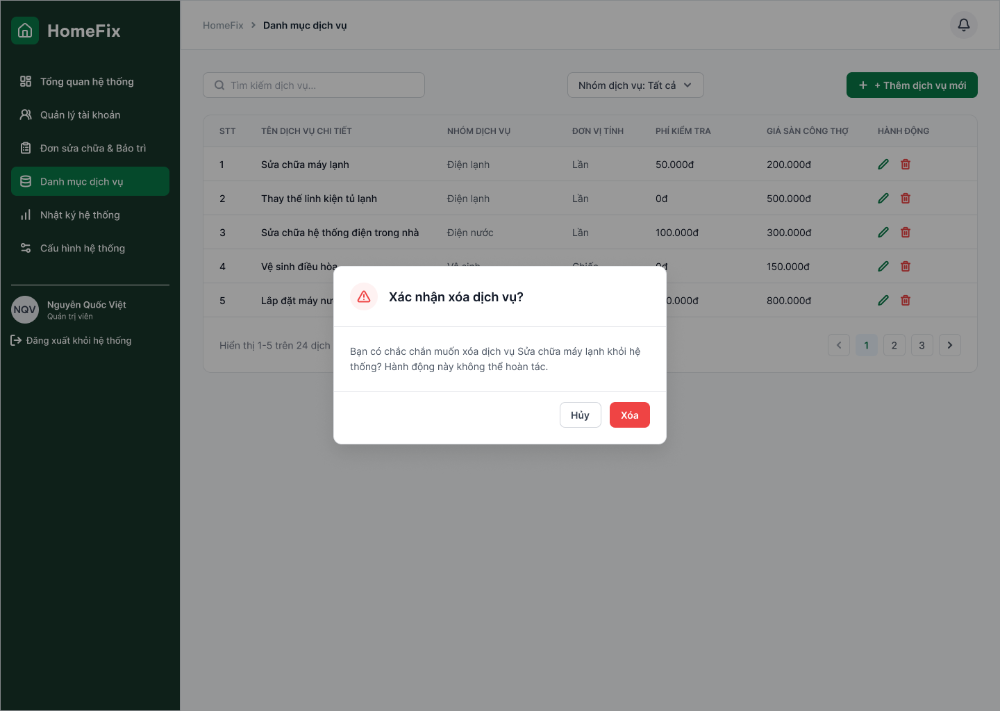 HomeFix
Tổng quan hệ thống
Quản lý tài khoản
Đơn sửa chữa & Bảo trì
Danh mục dịch vụ
Nhật ký hệ thống
Cấu hình hệ thống
NQV
Nguyễn Quốc Việt
Quản trị viên
Đăng xuất khỏi hệ thống
HomeFix > Danh mục dịch vụ
Tìm kiếm dịch vụ...
Nhóm dịch vụ: Tất cả
+ Thêm dịch vụ mới
STT TÊN DỊCH VỤ CHI TIẾT NHÓM DỊCH VỤ ĐƠN VỊ TÍNH PHÍ KIỂM TRA GIÁ SÀN CÔNG THỢ HÀNH ĐỘNG
1 Sửa chữa máy lạnh Điện lạnh Lần 50.000đ 200.000đ
2 Thay thế linh kiện tủ lạnh Điện lạnh Lần 0đ 500.000đ
3 Sửa chữa hệ thống điện trong nhà Điện nước Lần 100.000đ 300.000đ
4 Vệ sinh điều hòa Vệ sinh Chiếc 0đ 150.000đ
5 Lắp đặt máy 0.000đ 800.000đ
Hiển thị 1-5 trên 24 dịch
1 2 3
Xác nhận xóa dịch vụ?
Bạn có chắc chắn muốn xóa dịch vụ Sửa chữa máy lạnh khỏi hệ
thống? Hành động này không thể hoàn tác.
Hủy
Xóa